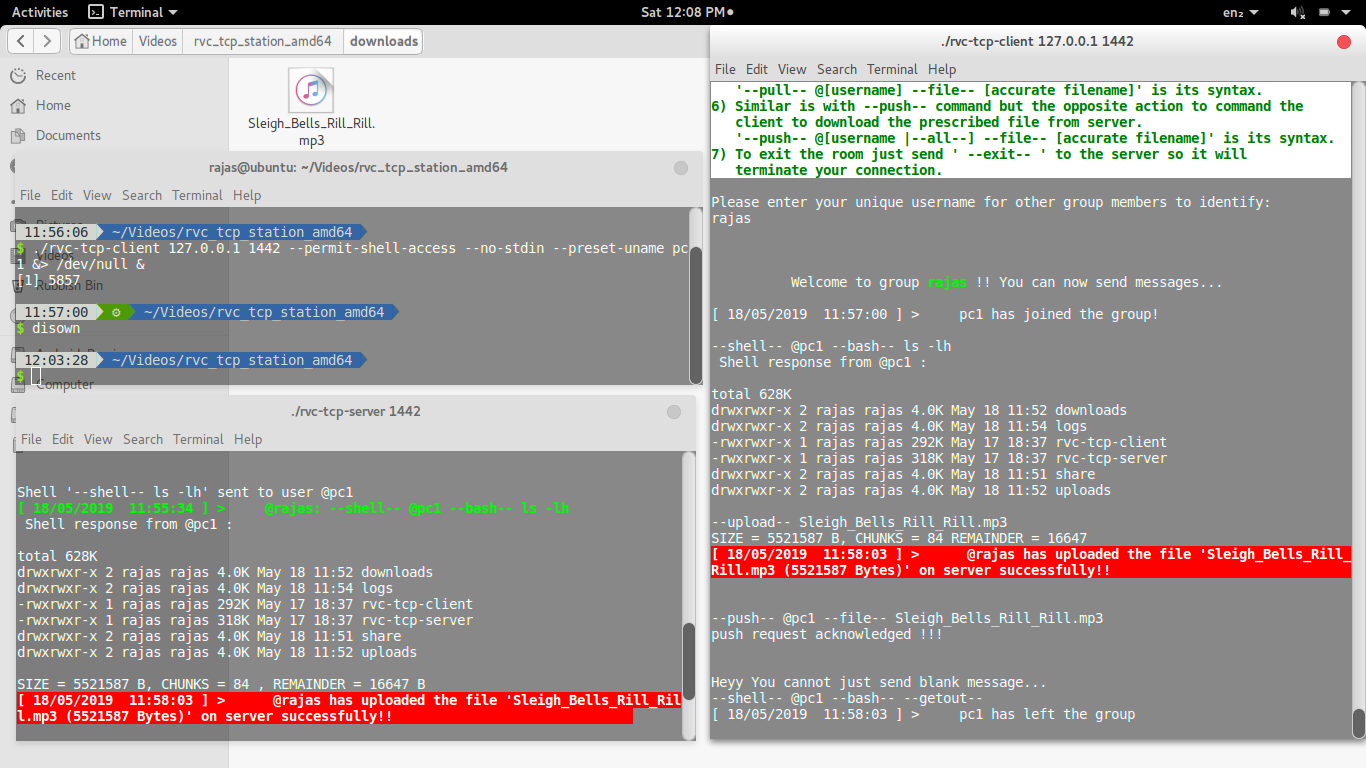 Activities Terminal Sat 12:08 PM en₂
Home Videos rvc_tcp_station_amd64 downloads
Recent
Home
Documents
Sleigh_Bells_Rill_Rill.
mp3
rajas@ubuntu: ~/Videos/rvc_tcp_station_amd64
File Edit View Search Terminal Help
Pictures
Videos
Rubbish Bin
Computer
11:56:06 ~/Videos/rvc_tcp_station_amd64
$ ./rvc-tcp-client 127.0.0.1 1442 --permit-shell-access --no-stdin --preset-uname pc
1 &> /dev/null &
[1] 5857
11:57:00 ⚙ ~/Videos/rvc_tcp_station_amd64
$ disown
12:03:28 ~/Videos/rvc_tcp_station_amd64
$
./rvc-tcp-server 1442
File Edit View Search Terminal Help
Shell '--shell-- ls -lh' sent to user @pc1
[ 18/05/2019 11:55:34 ] > @rajas: --shell-- @pc1 --bash-- ls -lh
Shell response from @pc1 :
total 628K
drwxrwxr-x 2 rajas rajas 4.0K May 18 11:52 downloads
drwxrwxr-x 2 rajas rajas 4.0K May 18 11:54 logs
-rwxrwxr-x 1 rajas rajas 292K May 17 18:37 rvc-tcp-client
-rwxrwxr-x 1 rajas rajas 318K May 17 18:37 rvc-tcp-server
drwxrwxr-x 2 rajas rajas 4.0K May 18 11:51 share
drwxrwxr-x 2 rajas rajas 4.0K May 18 11:52 uploads
SIZE = 5521587 B, CHUNKS = 84 , REMAINDER = 16647 B
[ 18/05/2019 11:58:03 ] > @rajas has uploaded the file 'Sleigh_Bells_Rill_Ril
l.mp3 (5521587 Bytes)' on server successfully!!
./rvc-tcp-client 127.0.0.1 1442
File Edit View Search Terminal Help
'--pull-- @[username] --file-- [accurate filename]' is its syntax.
6) Similar is with --push-- command but the opposite action to command the
client to download the prescribed file from server.
'--push-- @[username |--all--] --file-- [accurate filename]' is its syntax.
7) To exit the room just send ' --exit-- ' to the server so it will
terminate your connection.
Please enter your unique username for other group members to identify:
rajas
Welcome to group rajas !! You can now send messages...
[ 18/05/2019 11:57:00 ] > pc1 has joined the group!
--shell-- @pc1 --bash-- ls -lh
Shell response from @pc1 :
total 628K
drwxrwxr-x 2 rajas rajas 4.0K May 18 11:52 downloads
drwxrwxr-x 2 rajas rajas 4.0K May 18 11:54 logs
-rwxrwxr-x 1 rajas rajas 292K May 17 18:37 rvc-tcp-client
-rwxrwxr-x 1 rajas rajas 318K May 17 18:37 rvc-tcp-server
drwxrwxr-x 2 rajas rajas 4.0K May 18 11:51 share
drwxrwxr-x 2 rajas rajas 4.0K May 18 11:52 uploads
--upload-- Sleigh_Bells_Rill_Rill.mp3
SIZE = 5521587 B, CHUNKS = 84 REMAINDER = 16647
[ 18/05/2019 11:58:03 ] > @rajas has uploaded the file 'Sleigh_Bells_Rill_
Rill.mp3 (5521587 Bytes)' on server successfully!!
--push-- @pc1 --file-- Sleigh_Bells_Rill_Rill.mp3
push request acknowledged !!!
Heyy You cannot just send blank message...
--shell-- @pc1 --bash-- --getout--
[ 18/05/2019 11:58:03 ] > pc1 has left the group